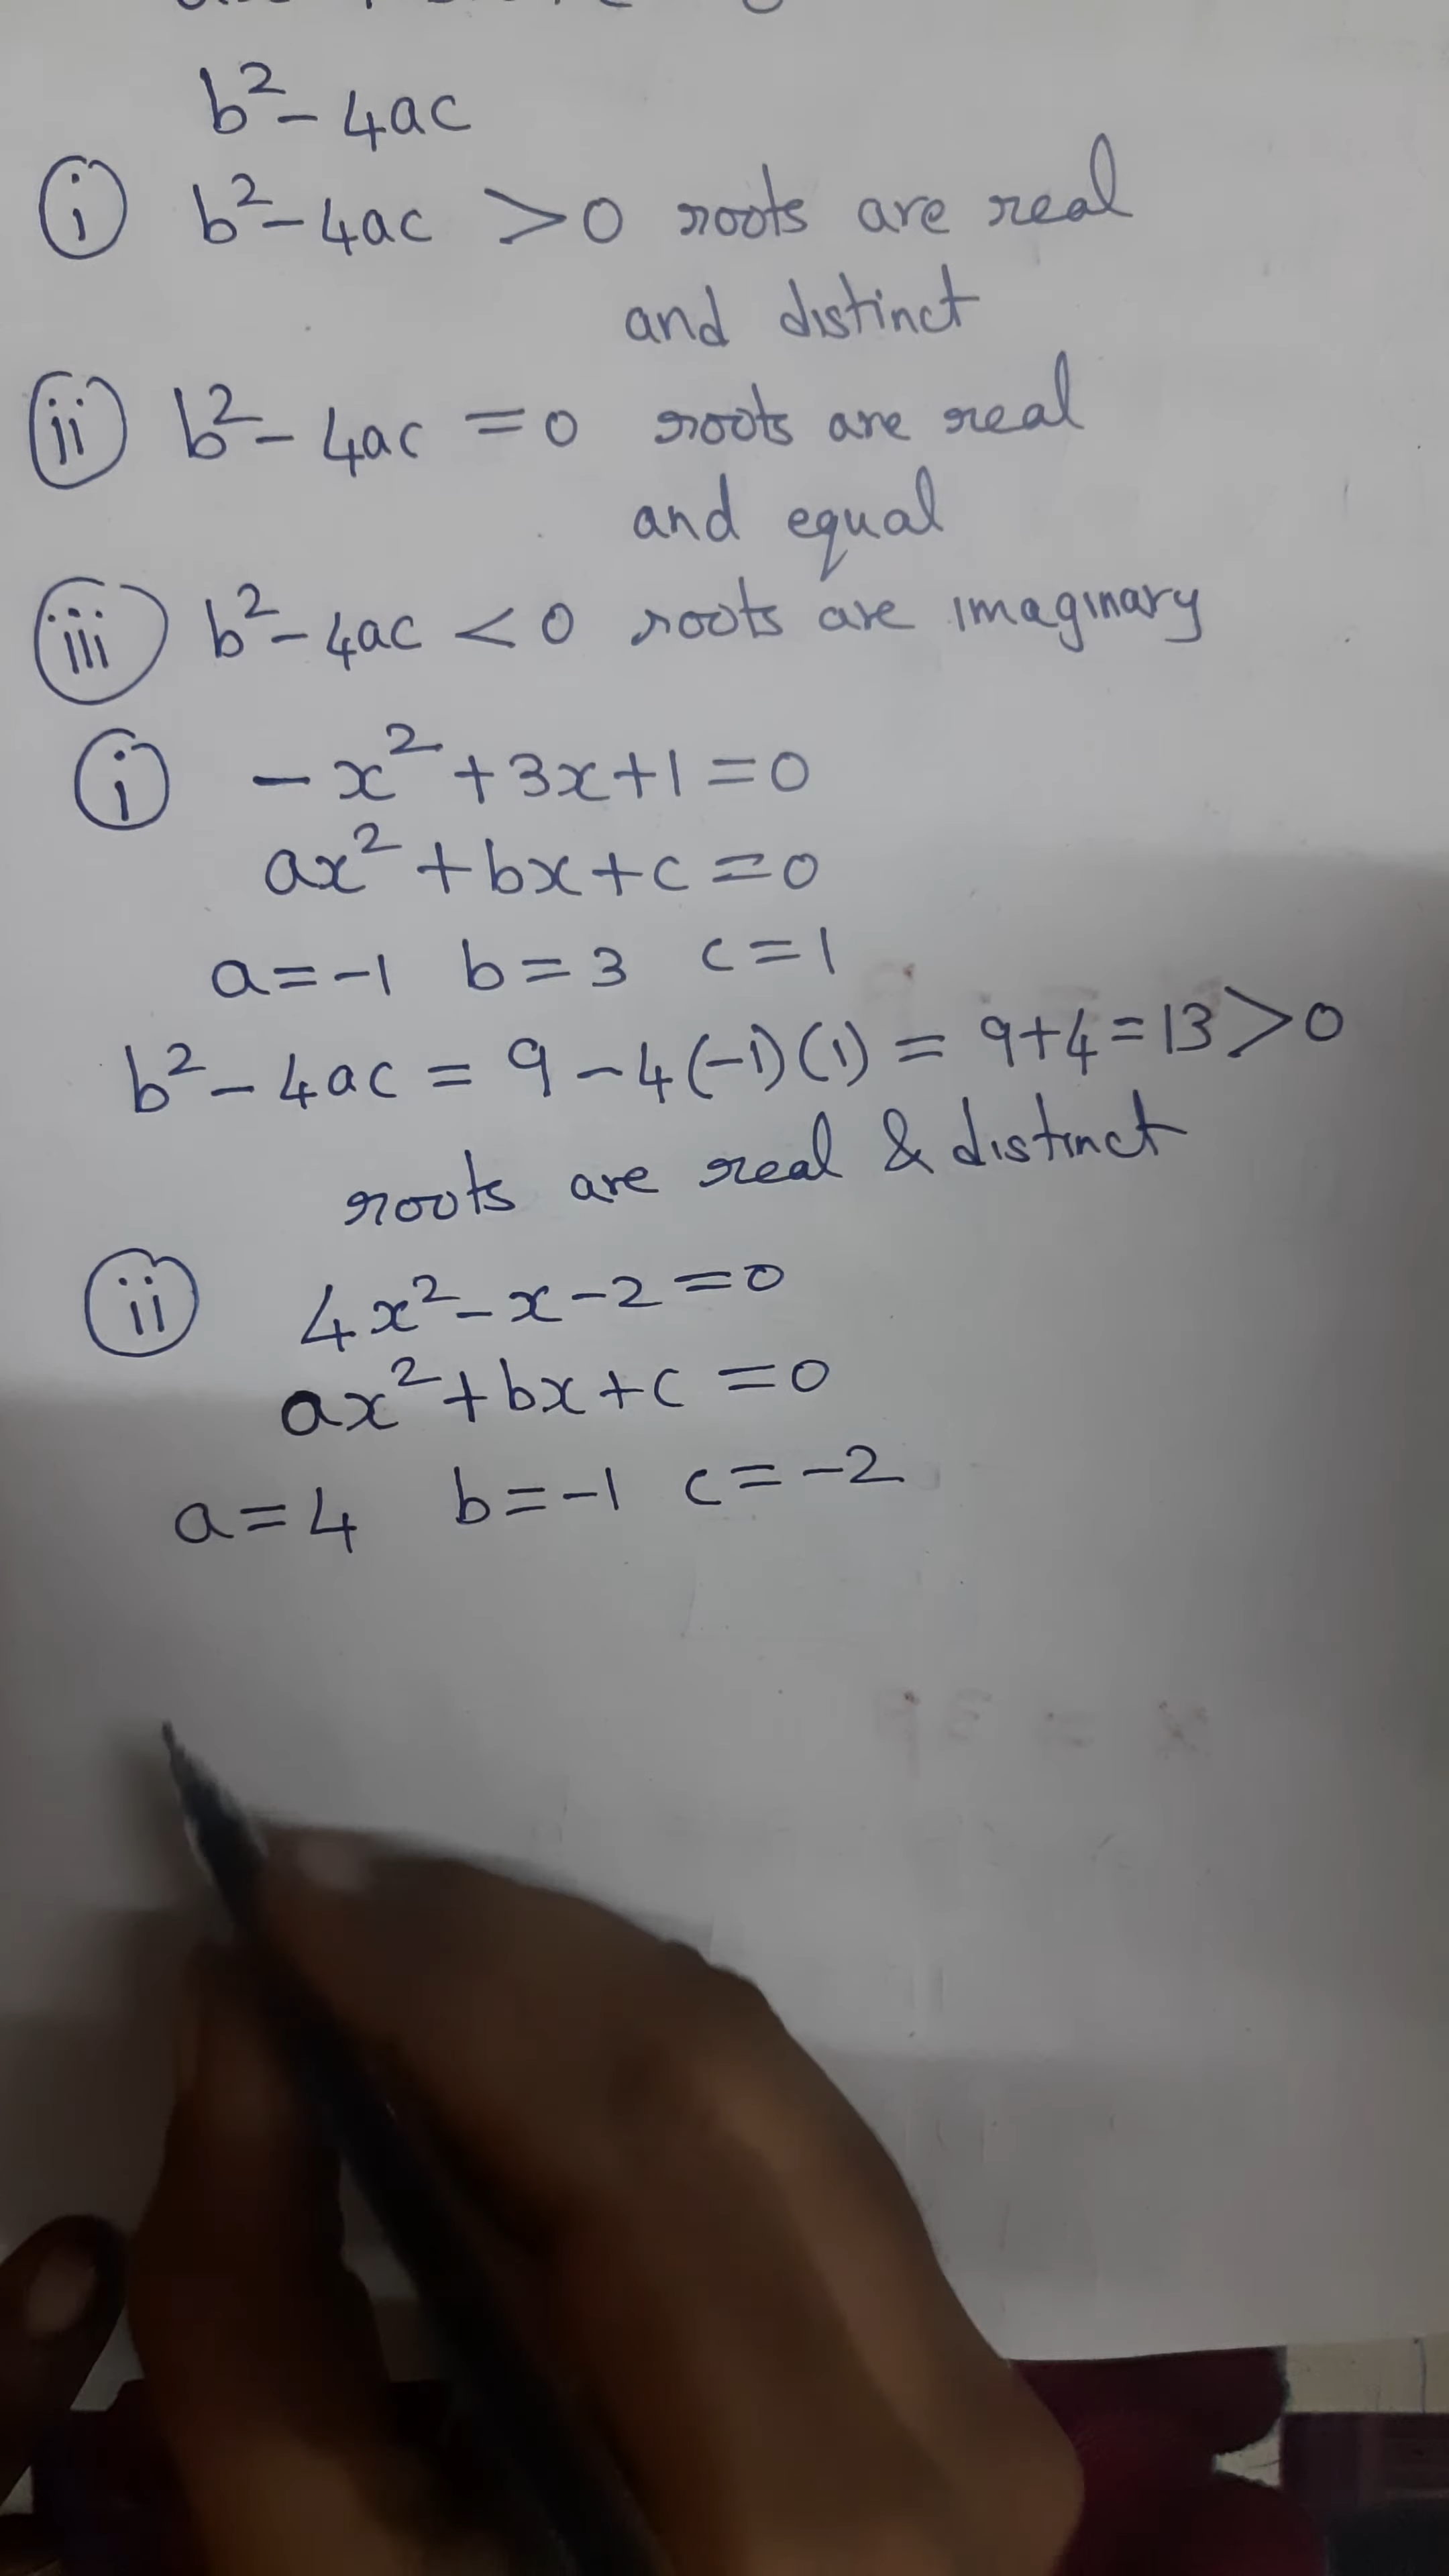 b² - 4ac
(i) b² - 4ac > 0 roots are real
and distinct
(ii) b² - 4ac = 0 roots are real
and equal
(iii) b² - 4ac < 0 roots are imaginary
(i) - x² + 3x + 1 = 0
ax² + bx + c = 0
a = -1 b = 3 c = 1
b² - 4ac = 9 - 4(-1)(1) = 9 + 4 = 13 > 0
roots are real & distinct
(ii) 4x² - x - 2 = 0
ax² + bx + c = 0
a = 4 b = -1 c = -2